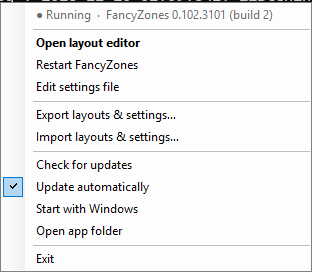 ● Running · FancyZones 0.102.3101 (build 2)
Open layout editor
Restart FancyZones
Edit settings file
Export layouts & settings...
Import layouts & settings...
Check for updates
Update automatically
Start with Windows
Open app folder
Exit